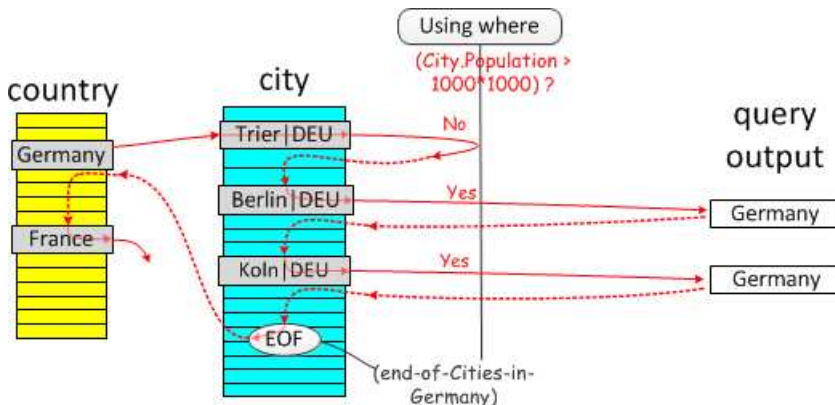 Using where
(City.Population >
1000*1000) ?
country
city
query
output
Trier|DEU
No
Germany
Berlin|DEU
Yes
Germany
France
Koln|DEU
Yes
Germany
EOF
(end-of-Cities-in-
Germany)